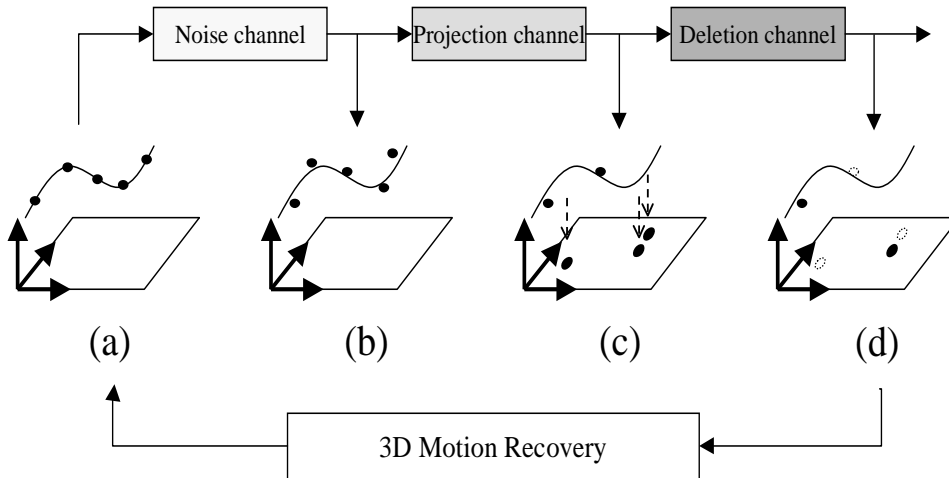 Noise channel
Projection channel
Deletion channel
(a)
(b)
(c)
(d)
3D Motion Recovery